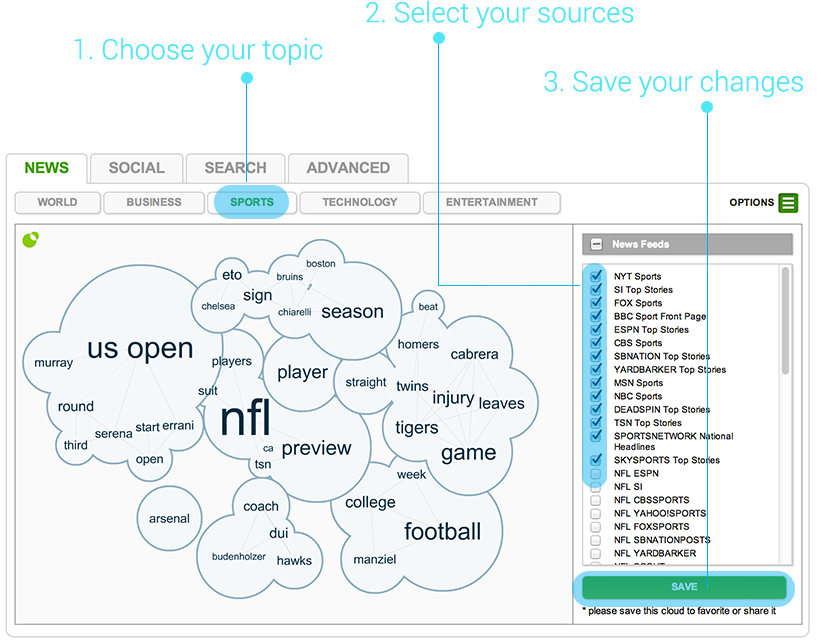 2. Select your sources
1. Choose your topic
3. Save your changes
NEWS
SOCIAL
SEARCH
ADVANCED
WORLD
BUSINESS
SPORTS
TECHNOLOGY
ENTERTAINMENT
OPTIONS
boston
eto
bruins
sign
chelsea
chiarelli
season
beat
us open
homers
cabrera
murray
players
player
straight
twins
suit
injury
leaves
round
nfl
tigers
start
errani
serena
third
ca
preview
game
open
tsn
week
coach
college
arsenal
dui
football
budenholzer
hawks
manziel
News Feeds
NYT Sports
SI Top Stories
FOX Sports
BBC Sport Front Page
ESPN Top Stories
CBS Sports
SBNATION Top Stories
YARDBARKER Top Stories
MSN Sports
NBC Sports
DEADSPIN Top Stories
TSN Top Stories
SPORTSNETWORK National
Headlines
SKYSPORTS Top Stories
NFL ESPN
NFL SI
NFL CBSSPORTS
NFL YAHOO!SPORTS
NFL FOXSPORTS
NFL SBNATIONPOSTS
NFL YARDBARKER
SAVE
* please save this cloud to favorite or share it